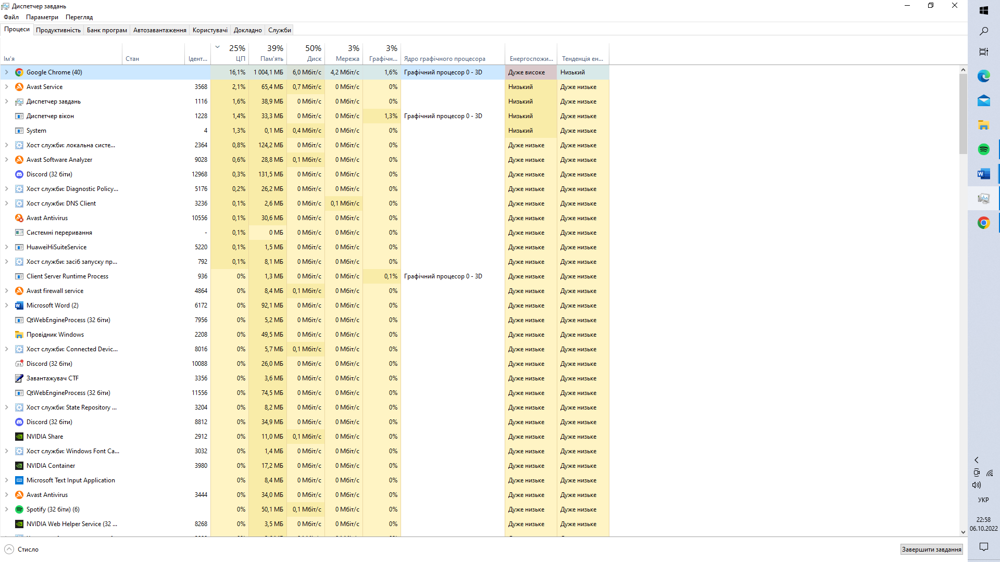 Диспетчер завдань
Файл Параметри Перегляд
Процеси Продуктивність Банк програм Автозавантаження Користувачі Докладно Служби
25% 39% 50% 3% 3%
Ім'я Стан Ідент... ЦП Пам'ять Диск Мережа Графічн... Ядро графічного процесора Енергоспожи... Тенденція ен...
Google Chrome (40) 16,1% 1 004,1 МБ 6,0 Мбіт/с 4,2 Мбіт/с 1,6% Графічний процесор 0 - 3D Дуже високе Низький
Avast Service 3568 2,1% 65,4 МБ 0,7 Мбіт/с 0 Мбіт/с 0% Низький Дуже низьке
Диспетчер завдань 1116 1,6% 38,9 МБ 0 Мбіт/с 0 Мбіт/с 0% Низький Дуже низьке
Диспетчер вікон 1228 1,4% 33,3 МБ 0 Мбіт/с 0 Мбіт/с 1,3% Графічний процесор 0 - 3D Низький Дуже низьке
System 4 1,3% 0,1 МБ 0,4 Мбіт/с 0 Мбіт/с 0% Низький Дуже низьке
Хост служби: локальна систе... 2364 0,8% 124,2 МБ 0 Мбіт/с 0 Мбіт/с 0% Дуже низьке Дуже низьке
Avast Software Analyzer 9028 0,6% 28,8 МБ 0,1 Мбіт/с 0 Мбіт/с 0% Дуже низьке Дуже низьке
Discord (32 біти) 12968 0,3% 131,5 МБ 0 Мбіт/с 0 Мбіт/с 0% Дуже низьке Дуже низьке
Хост служби: Diagnostic Policy... 5176 0,2% 26,2 МБ 0 Мбіт/с 0 Мбіт/с 0% Дуже низьке Дуже низьке
Хост служби: DNS Client 3236 0,1% 2,6 МБ 0 Мбіт/с 0,1 Мбіт/с 0% Дуже низьке Дуже низьке
Avast Antivirus 10556 0,1% 30,6 МБ 0 Мбіт/с 0 Мбіт/с 0% Дуже низьке Дуже низьке
Системні переривання - 0,1% 0 МБ 0 Мбіт/с 0 Мбіт/с 0% Дуже низьке Дуже низьке
HuaweiHiSuiteService 5220 0,1% 1,5 МБ 0 Мбіт/с 0 Мбіт/с 0% Дуже низьке Дуже низьке
Хост служби: засіб запуску пр... 792 0,1% 8,1 МБ 0 Мбіт/с 0 Мбіт/с 0% Дуже низьке Дуже низьке
Client Server Runtime Process 936 0% 1,3 МБ 0 Мбіт/с 0 Мбіт/с 0,1% Графічний процесор 0 - 3D Дуже низьке Дуже низьке
Avast firewall service 4864 0% 8,4 МБ 0,1 Мбіт/с 0 Мбіт/с 0% Дуже низьке Дуже низьке
Microsoft Word (2) 6172 0% 92,1 МБ 0 Мбіт/с 0 Мбіт/с 0% Дуже низьке Дуже низьке
QtWebEngineProcess (32 біти) 7956 0% 5,2 МБ 0 Мбіт/с 0 Мбіт/с 0% Дуже низьке Дуже низьке
Провідник Windows 2208 0% 49,5 МБ 0 Мбіт/с 0 Мбіт/с 0% Дуже низьке Дуже низьке
Хост служби: Connected Devic... 8016 0% 5,7 МБ 0,1 Мбіт/с 0 Мбіт/с 0% Дуже низьке Дуже низьке
Discord (32 біти) 10088 0% 26,0 МБ 0 Мбіт/с 0 Мбіт/с 0% Дуже низьке Дуже низьке
Завантажувач CTF 3356 0% 3,6 МБ 0 Мбіт/с 0 Мбіт/с 0% Дуже низьке Дуже низьке
QtWebEngineProcess (32 біти) 11556 0% 74,5 МБ 0 Мбіт/с 0 Мбіт/с 0% Дуже низьке Дуже низьке
Хост служби: State Repository ... 3204 0% 8,2 МБ 0 Мбіт/с 0 Мбіт/с 0% Дуже низьке Дуже низьке
Discord (32 біти) 8812 0% 34,9 МБ 0 Мбіт/с 0 Мбіт/с 0% Дуже низьке Дуже низьке
NVIDIA Share 2912 0% 11,0 МБ 0,1 Мбіт/с 0 Мбіт/с 0% Дуже низьке Дуже низьке
Хост служби: Windows Font Ca... 3032 0% 1,4 МБ 0 Мбіт/с 0 Мбіт/с 0% Дуже низьке Дуже низьке
NVIDIA Container 3980 0% 17,2 МБ 0 Мбіт/с 0 Мбіт/с 0% Дуже низьке Дуже низьке
Microsoft Text Input Application 0% 8,4 МБ 0 Мбіт/с 0 Мбіт/с 0% Дуже низьке Дуже низьке
Avast Antivirus 3444 0% 34,0 МБ 0 Мбіт/с 0 Мбіт/с 0% Дуже низьке Дуже низьке
Spotify (32 біти) (6) 0% 50,1 МБ 0,1 Мбіт/с 0 Мбіт/с 0% Дуже низьке Дуже низьке
NVIDIA Web Helper Service (32 ... 8268 0% 3,5 МБ 0 Мбіт/с 0 Мбіт/с 0% Дуже низьке Дуже низьке
Стисло
Завершити завдання
УКР
22:58
06.10.2022